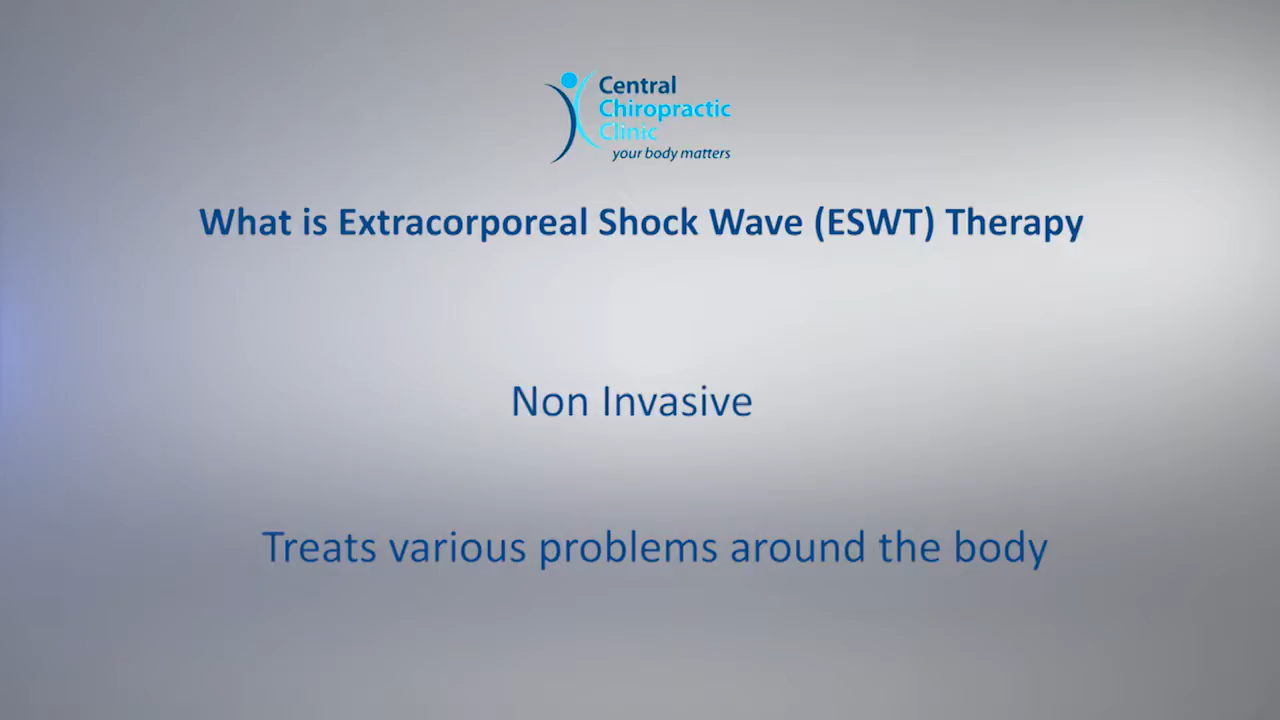 Central
Chiropractic
Clinic
your body matters
What is Extracorporeal Shock Wave (ESWT) Therapy
Non Invasive
Treats various problems around the body